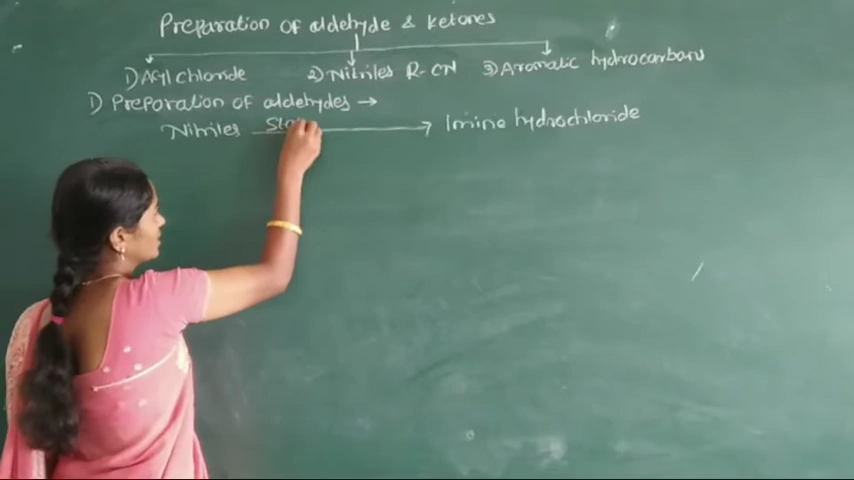 Preparation of aldehyde & ketones
1) Acyl chloride 2) Nitriles R-CN 3) Aromatic hydrocarbons
1) Preparation of aldehydes →
Nitriles → Imine hydrochloride